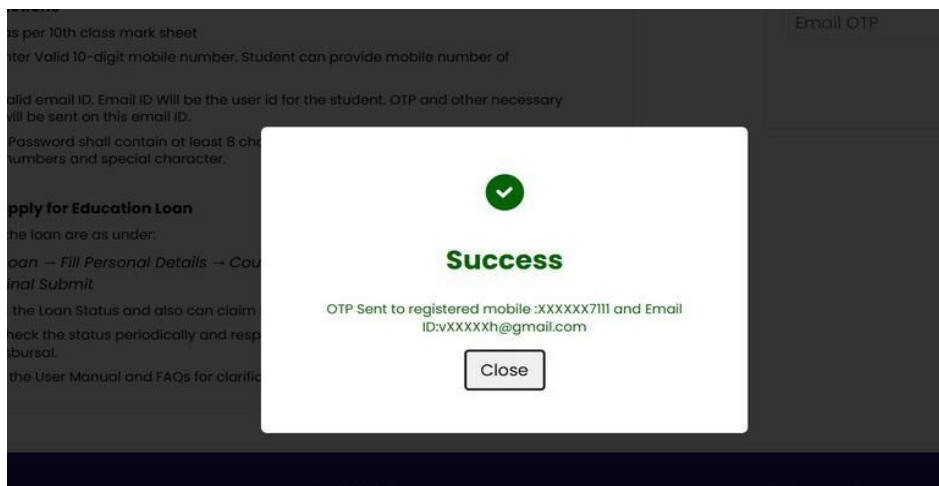 as per 10th class mark sheet
nter Valid 10-digit mobile number. Student can provide mobile number of
alid email ID. Email ID Will be the user id for the student. OTP and other necessary
will be sent on this email ID.
Password shall contain at least 8 cha
numbers and special character.
pply for Education Loan
the loan are as under:
oan → Fill Personal Details → Cou
inal Submit
t the Loan Status and also can claim
heck the status periodically and resp
sbursal.
the User Manual and FAQs for clarific
Email OTP
Success
OTP Sent to registered mobile :XXXXXX7111 and Email
ID:vXXXXXh@gmail.com
Close